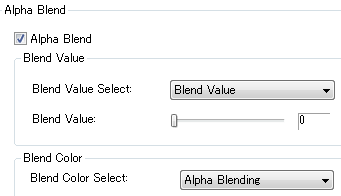 Alpha Blend
Alpha Blend
Blend Value
Blend Value Select: Blend Value
Blend Value: 0
Blend Color
Blend Color Select: Alpha Blending